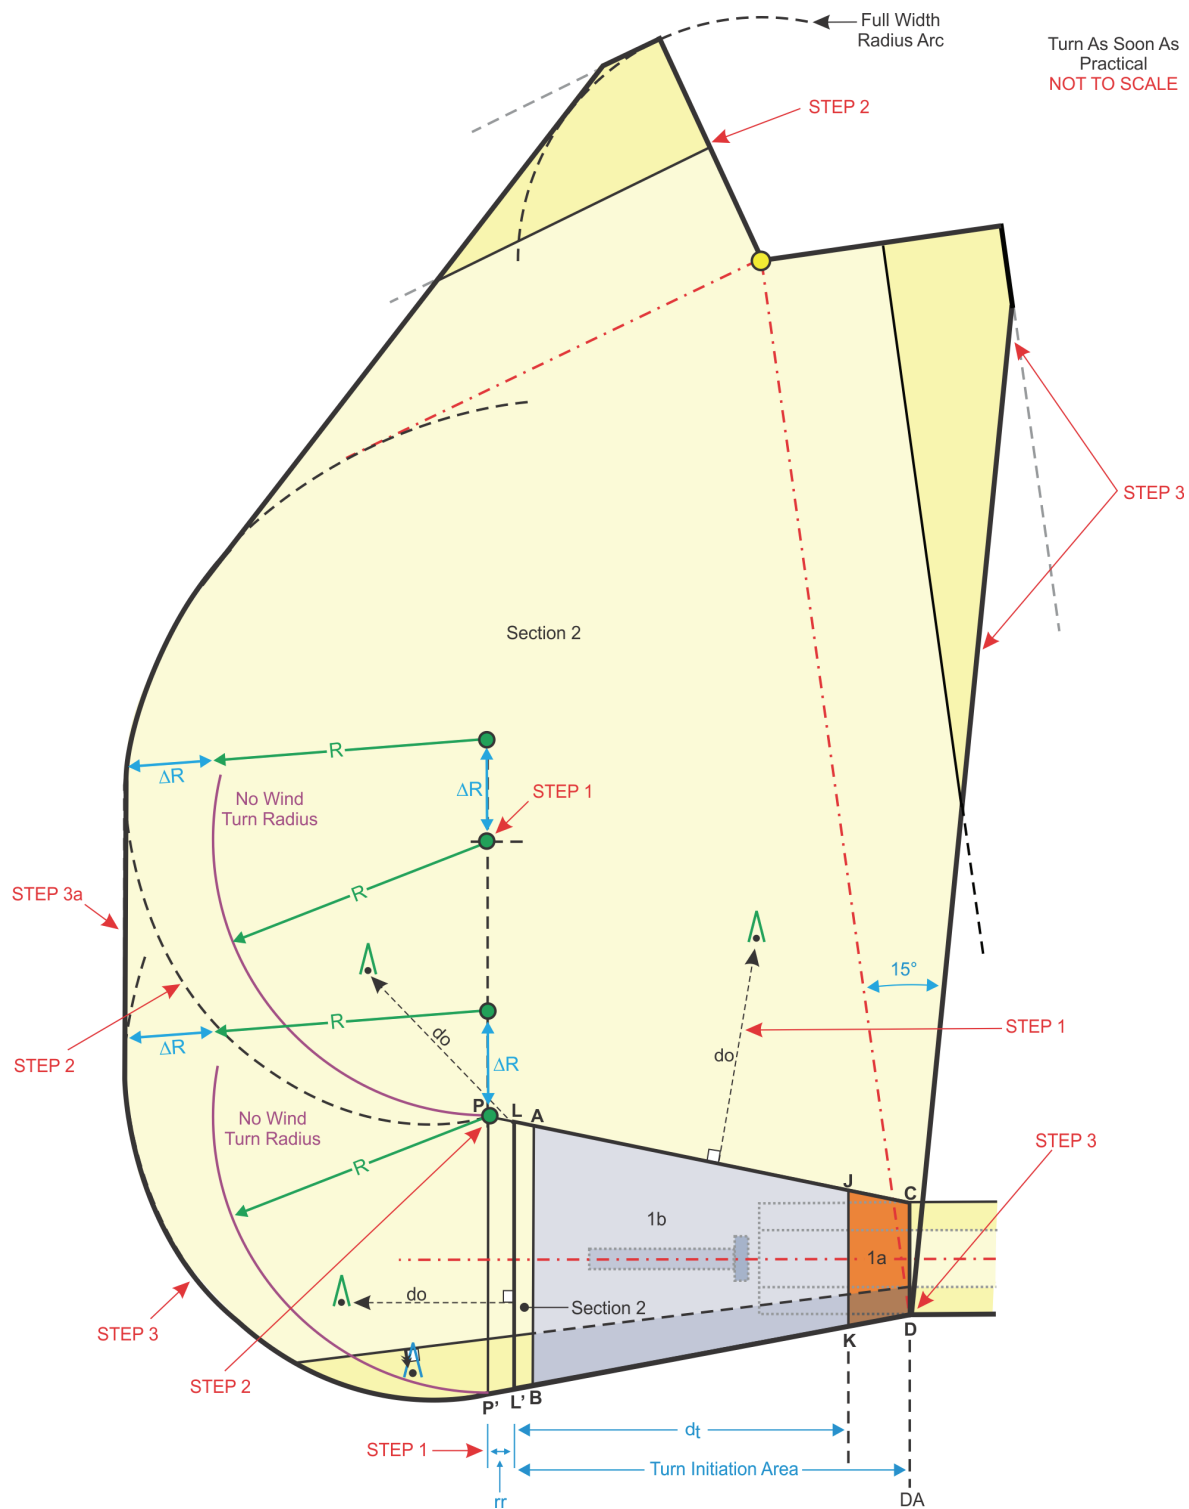 Full Width
Radius Arc
Turn As Soon As
Practical
NOT TO SCALE
STEP 2
STEP 3
Section 2
R
ΔR
ΔR
No Wind
Turn Radius
STEP 1
R
STEP 3a
15°
do
R
do
STEP 1
ΔR
ΔR
STEP 2
P
L
A
No Wind
Turn Radius
STEP 3
R
J
C
1b
1a
do
Section 2
STEP 3
D
K
STEP 2
P'
L'
B
dt
STEP 1
Turn Initiation Area
rr
DA